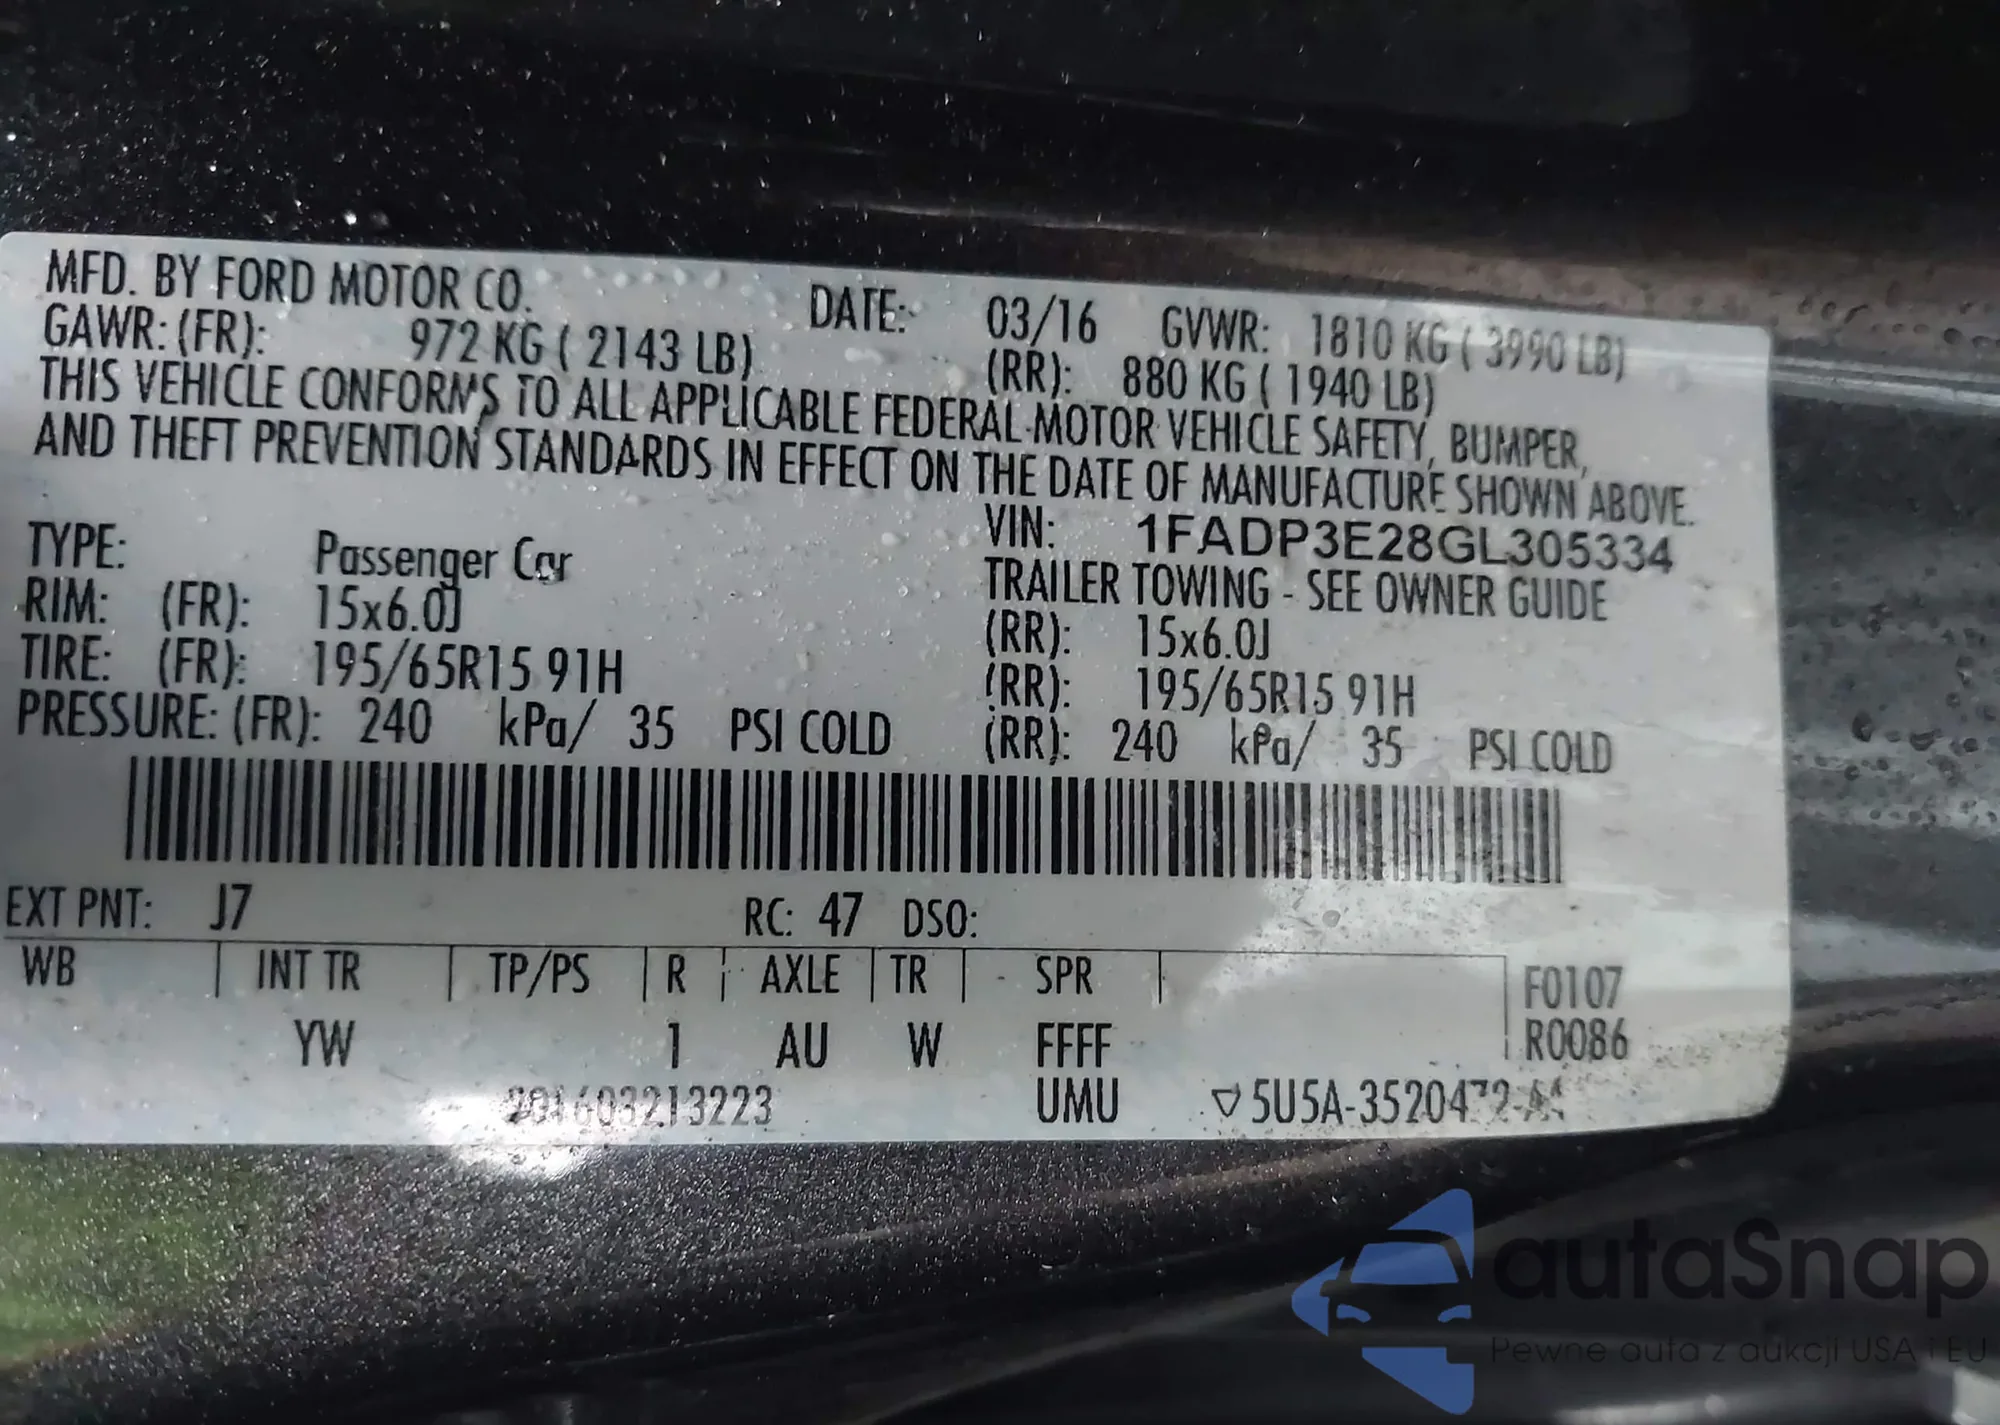 MFD. BY FORD MOTOR CO. DATE: 03/16 GVWR: 1810 KG ( 3990 LB)
GAWR: (FR): 972 KG ( 2143 LB) (RR): 880 KG ( 1940 LB)
THIS VEHICLE CONFORMS TO ALL APPLICABLE FEDERAL MOTOR VEHICLE SAFETY, BUMPER,
AND THEFT PREVENTION STANDARDS IN EFFECT ON THE DATE OF MANUFACTURE SHOWN ABOVE.
VIN: 1FADP3E28GL305334
TYPE: Passenger Car TRAILER TOWING - SEE OWNER GUIDE
RIM: (FR): 15x6.0J (RR): 15x6.0J
TIRE: (FR): 195/65R15 91H (RR): 195/65R15 91H
PRESSURE: (FR): 240 kPa/ 35 PSI COLD (RR): 240 kPa/ 35 PSI COLD
EXT PNT: J7 RC: 47 DSO:
WB INT TR TP/PS R AXLE TR SPR F0107
YW 1 AU W FFFF R0086
UMU
autaSnap
Pewne auta z aukcji USA i EU